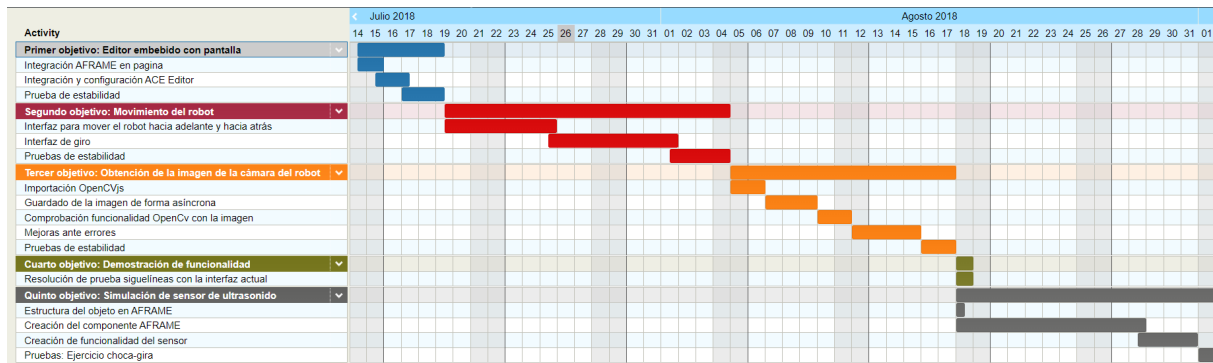 Julio 2018 Agosto 2018
Activity 14 15 16 17 18 19 20 21 22 23 24 25 26 27 28 29 30 31 01 02 03 04 05 06 07 08 09 10 11 12 13 14 15 16 17 18 19 20 21 22 23 24 25 26 27 28 29 30 31 01
Primer objetivo: Editor embebido con pantalla
Integración AFRAME en pagina
Integración y configuración ACE Editor
Prueba de estabilidad
Segundo objetivo: Movimiento del robot
Interfaz para mover el robot hacia adelante y hacia atrás
Interfaz de giro
Pruebas de estabilidad
Tercer objetivo: Obtención de la imagen de la cámara del robot
Importación OpenCVjs
Guardado de la imagen de forma asíncrona
Comprobación funcionalidad OpenCv con la imagen
Mejoras ante errores
Pruebas de estabilidad
Cuarto objetivo: Demostración de funcionalidad
Resolución de prueba siguelíneas con la interfaz actual
Quinto objetivo: Simulación de sensor de ultrasonido
Estructura del objeto en AFRAME
Creación del componente AFRAME
Creación de funcionalidad del sensor
Pruebas: Ejercicio choca-gira